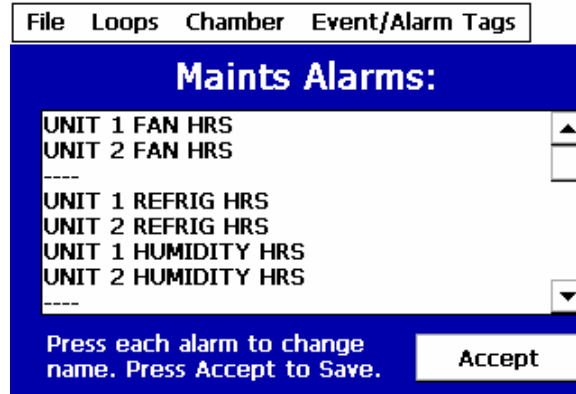 File Loops Chamber Event/Alarm Tags
Maints Alarms:
UNIT 1 FAN HRS
UNIT 2 FAN HRS
----
UNIT 1 REFRIG HRS
UNIT 2 REFRIG HRS
UNIT 1 HUMIDITY HRS
UNIT 2 HUMIDITY HRS
----
Press each alarm to change
name. Press Accept to Save.
Accept